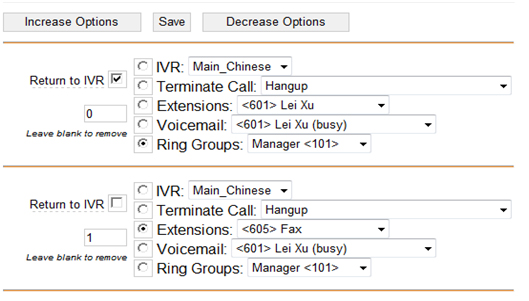 Increase Options Save Decrease Options
IVR: Main_Chinese
Return to IVR
Terminate Call: Hangup
Extensions: <601> Lei Xu
0
Voicemail: <601> Lei Xu (busy)
Leave blank to remove
Ring Groups: Manager <101>
IVR: Main_Chinese
Return to IVR
Terminate Call: Hangup
Extensions: <605> Fax
1
Voicemail: <601> Lei Xu (busy)
Leave blank to remove
Ring Groups: Manager <101>